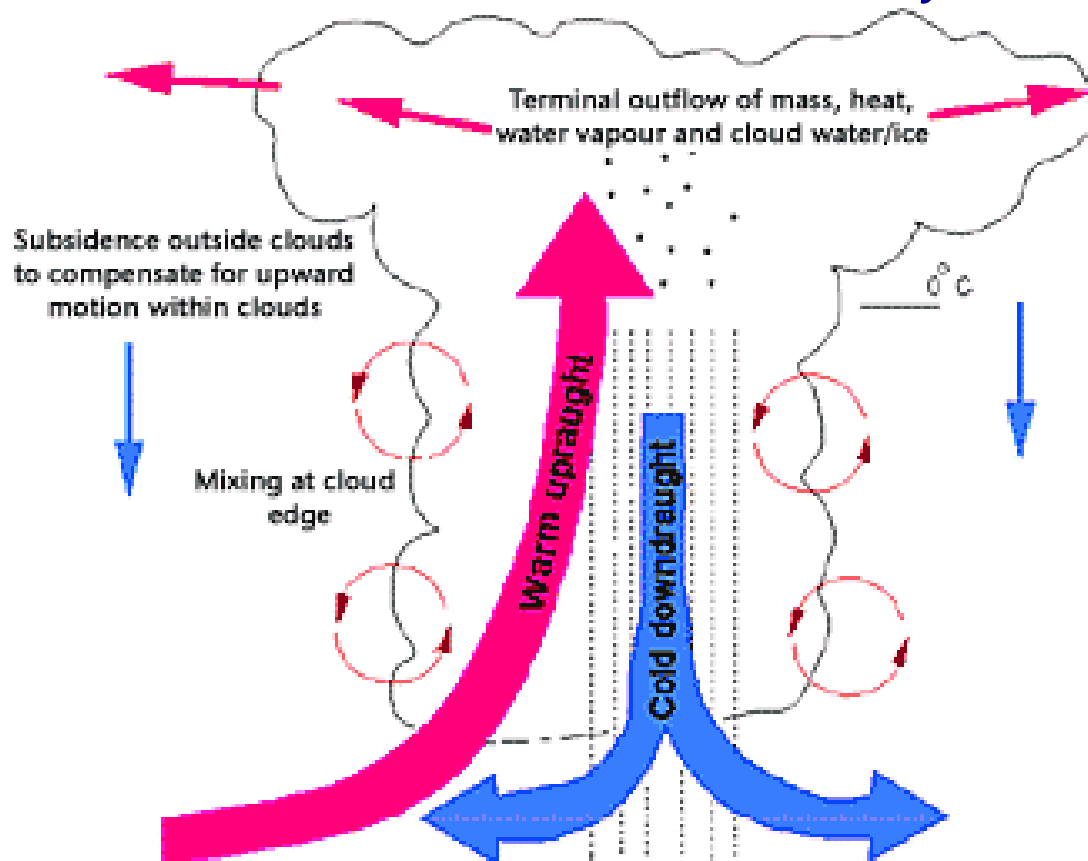 Terminal outflow of mass, heat,
water vapour and cloud water/ice
Subsidence outside clouds
to compensate for upward
motion within clouds
0°C
Warm upraught
Cold downdraught
Mixing at cloud
edge